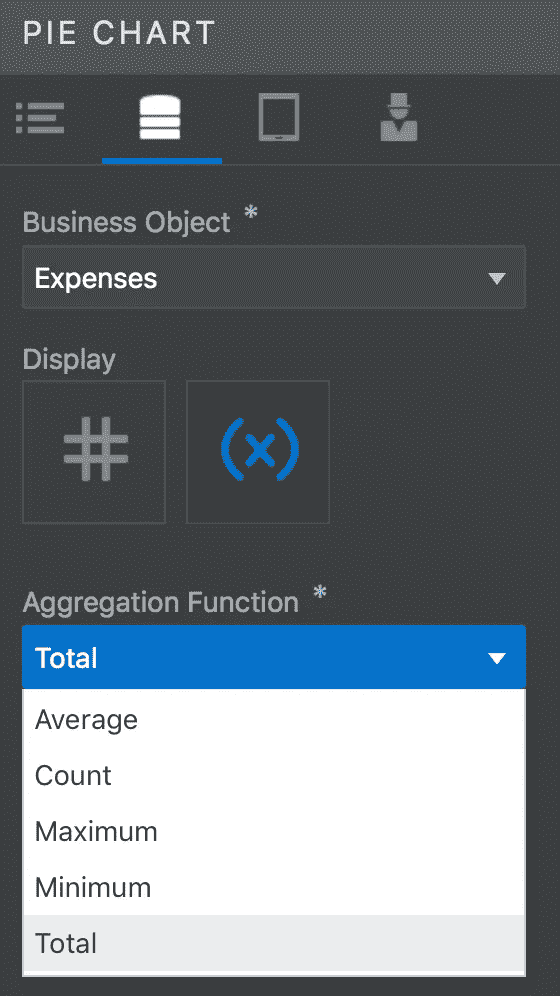 PIE CHART
Business Object *
Expenses
Display
Aggregation Function *
Total
Average
Count
Maximum
Minimum
Total